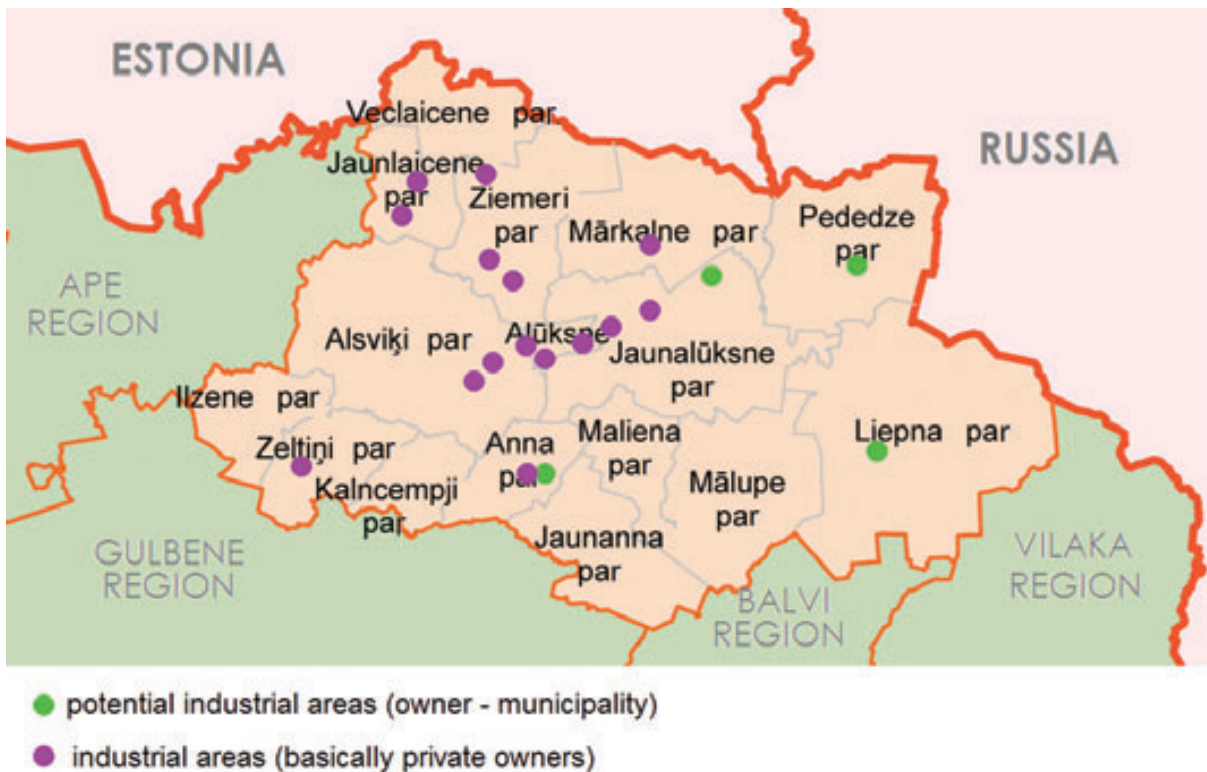 ESTONIA
RUSSIA
Veclaicene par
Jaunlaicene
par
Ziemeri
par
Mārkalne par
Pededze
par
APE
REGION
Alsviķi par
Alūksne
Jaunalūksne
par
Ilzene par
Zeltiņi par
Kalncempji
par
Anna
par
Maliena
par
Mālupe
par
Liepna par
Jaunanna
par
GULBENE
REGION
BALVI
REGION
VILAKA
REGION
potential industrial areas (owner - municipality)
industrial areas (basically private owners)